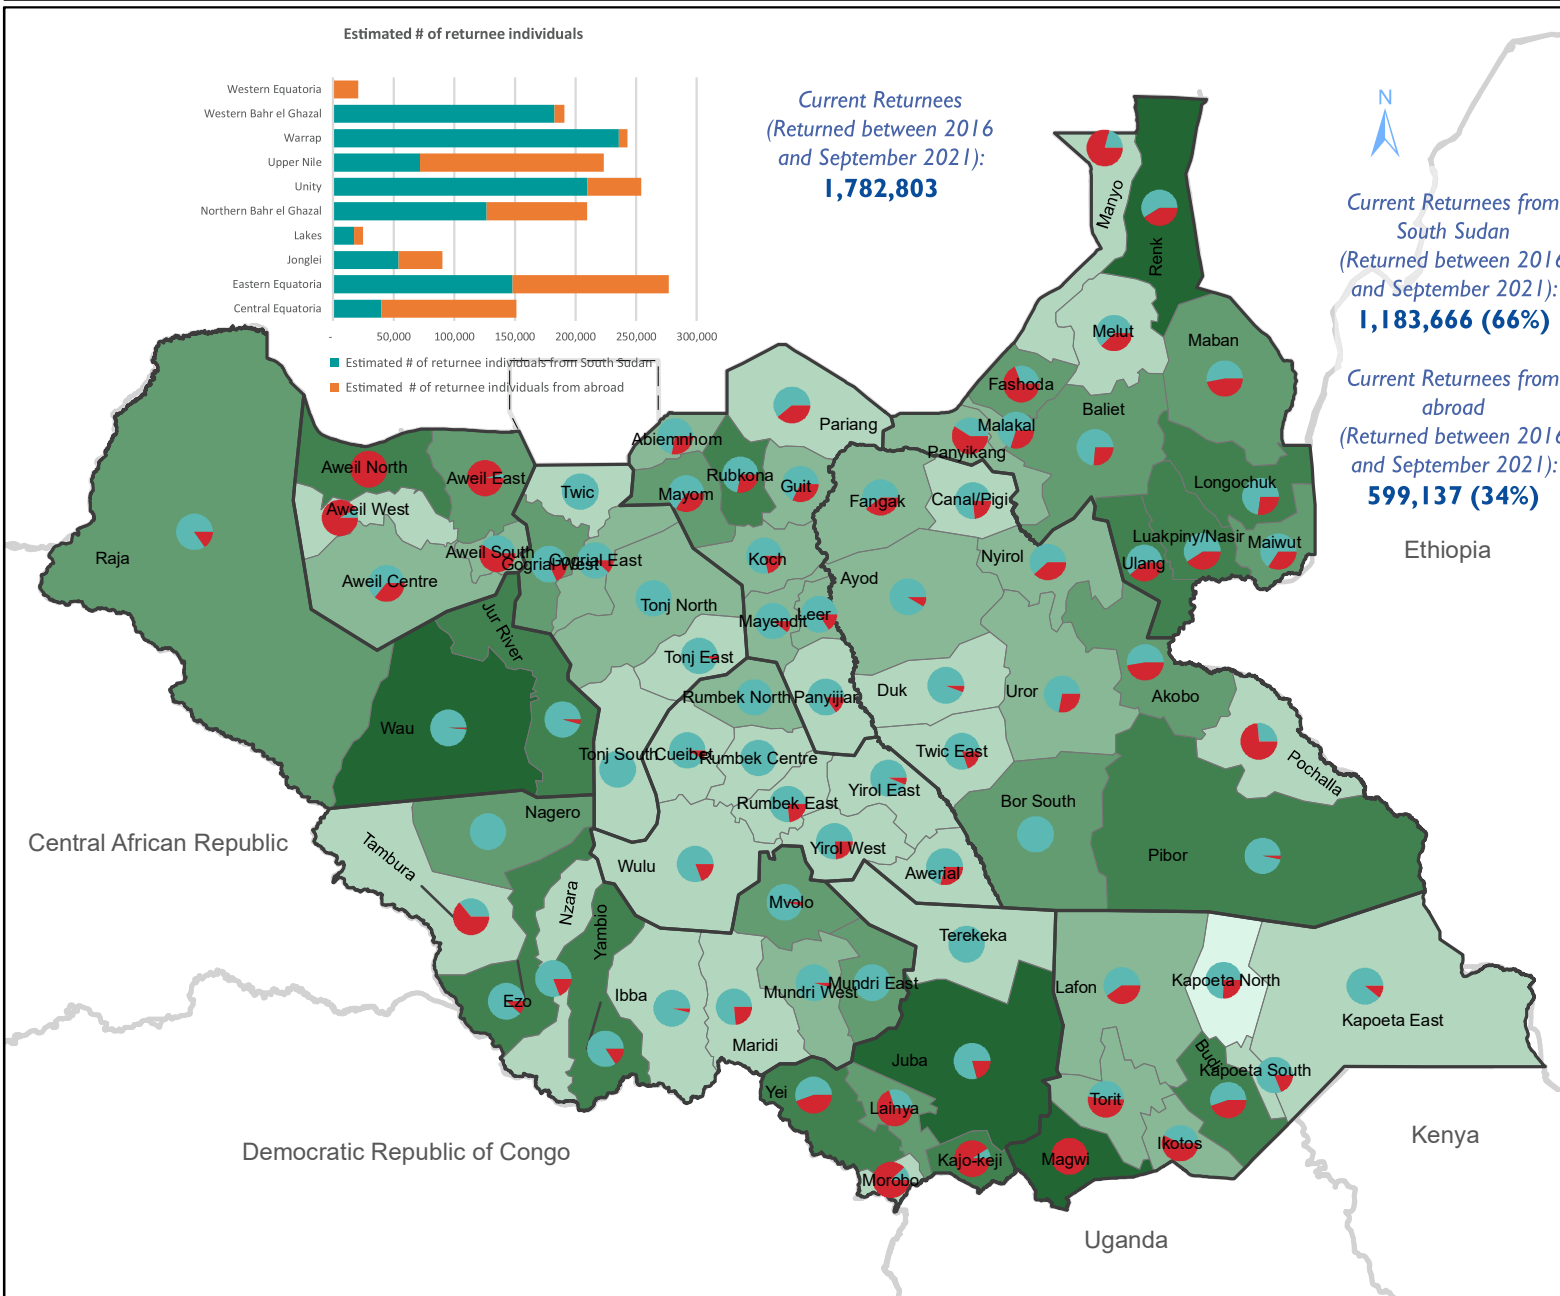 Estimated # of returnee individuals
Western Equatoria
Western Bahr el Ghazal
Warrap
Upper Nile
Unity
Northern Bahr el Ghazal
Lakes
Jonglei
Eastern Equatoria
Central Equatoria
- 50,000 100,000 150,000 200,000 250,000 300,000
Estimated # of returnee individuals from South Sudan
Estimated # of returnee individuals from abroad
Current Returnees
(Returned between 2016
and September 2021):
1,782,803
N
Current Returnees from
South Sudan
(Returned between 2016
and September 2021):
1,183,666 (66%)
Current Returnees from
abroad
(Returned between 2016
and September 2021):
599,137 (34%)
Manyo
Renk
Melut
Maban
Fashoda
Baliet
Malakal
Panyikang
Pariang
Abiemnhom
Rubkona
Mayom
Guit
Fangak
Canal/Pigi
Longochuk
Luakpiny/Nasir
Maiwut
Ulang
Nyirol
Ethiopia
Aweil North
Aweil East
Aweil West
Twic
Aweil South
Gogrial West
Gogrial East
Aweil Centre
Raja
Koch
Ayod
Tonj North
Mayendit
Leer
Jur River
Tonj East
Rumbek North
Panyijiar
Duk
Uror
Akobo
Wau
Tonj South
Cueibet
Rumbek Centre
Twic East
Pochalla
Yirol East
Rumbek East
Bor South
Nagero
Central African Republic
Tambura
Wulu
Yirol West
Awerial
Pibor
Nzara
Yambio
Mvolo
Terekeka
Mundri West
Mundri East
Ezo
Ibba
Maridi
Lafon
Kapoeta North
Kapoeta East
Juba
Budi
Kapoeta South
Yei
Lainya
Torit
Ikotos
Kajo-keji
Magwi
Morobo
Kenya
Democratic Republic of Congo
Uganda